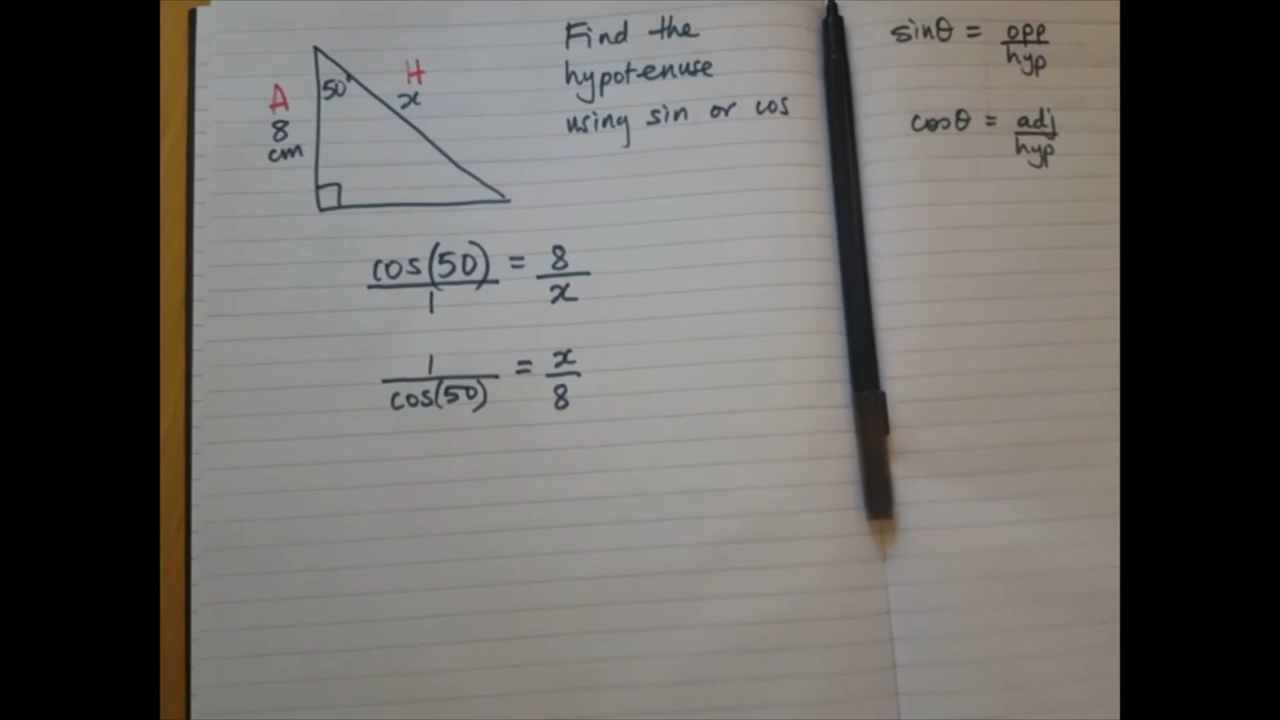 Find the
hypotenuse
using sin or cos
sinθ = opp
hyp
cosθ = adj
hyp
A
8
cm
50°
H
x
cos(50) = 8
1 x
1 = x
cos(50) 8